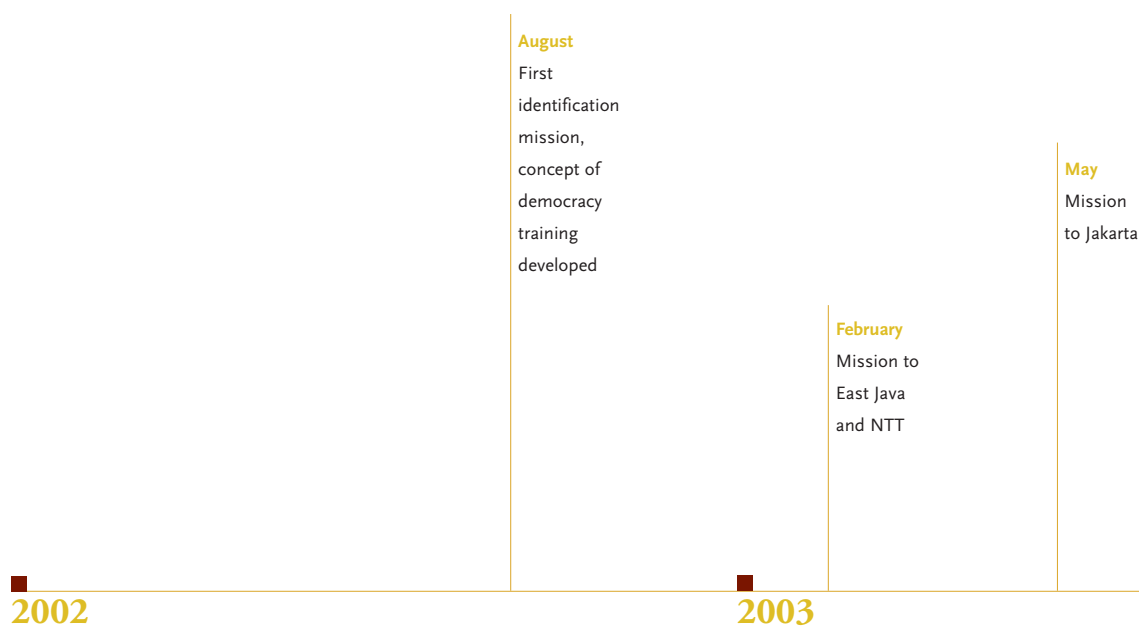 August
First
identification
mission,
concept of
democracy
training
developed
May
Mission
to Jakarta
February
Mission to
East Java
and NTT
2002
2003